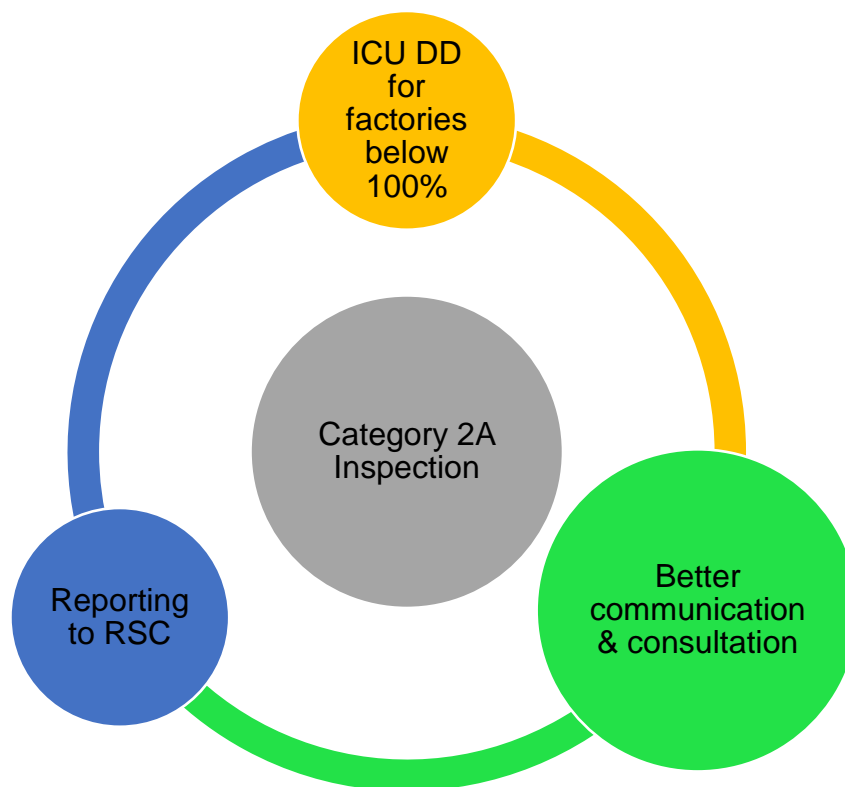 ICU DD
for
factories
below
100%
Category 2A
Inspection
Better
communication
& consultation
Reporting
to RSC